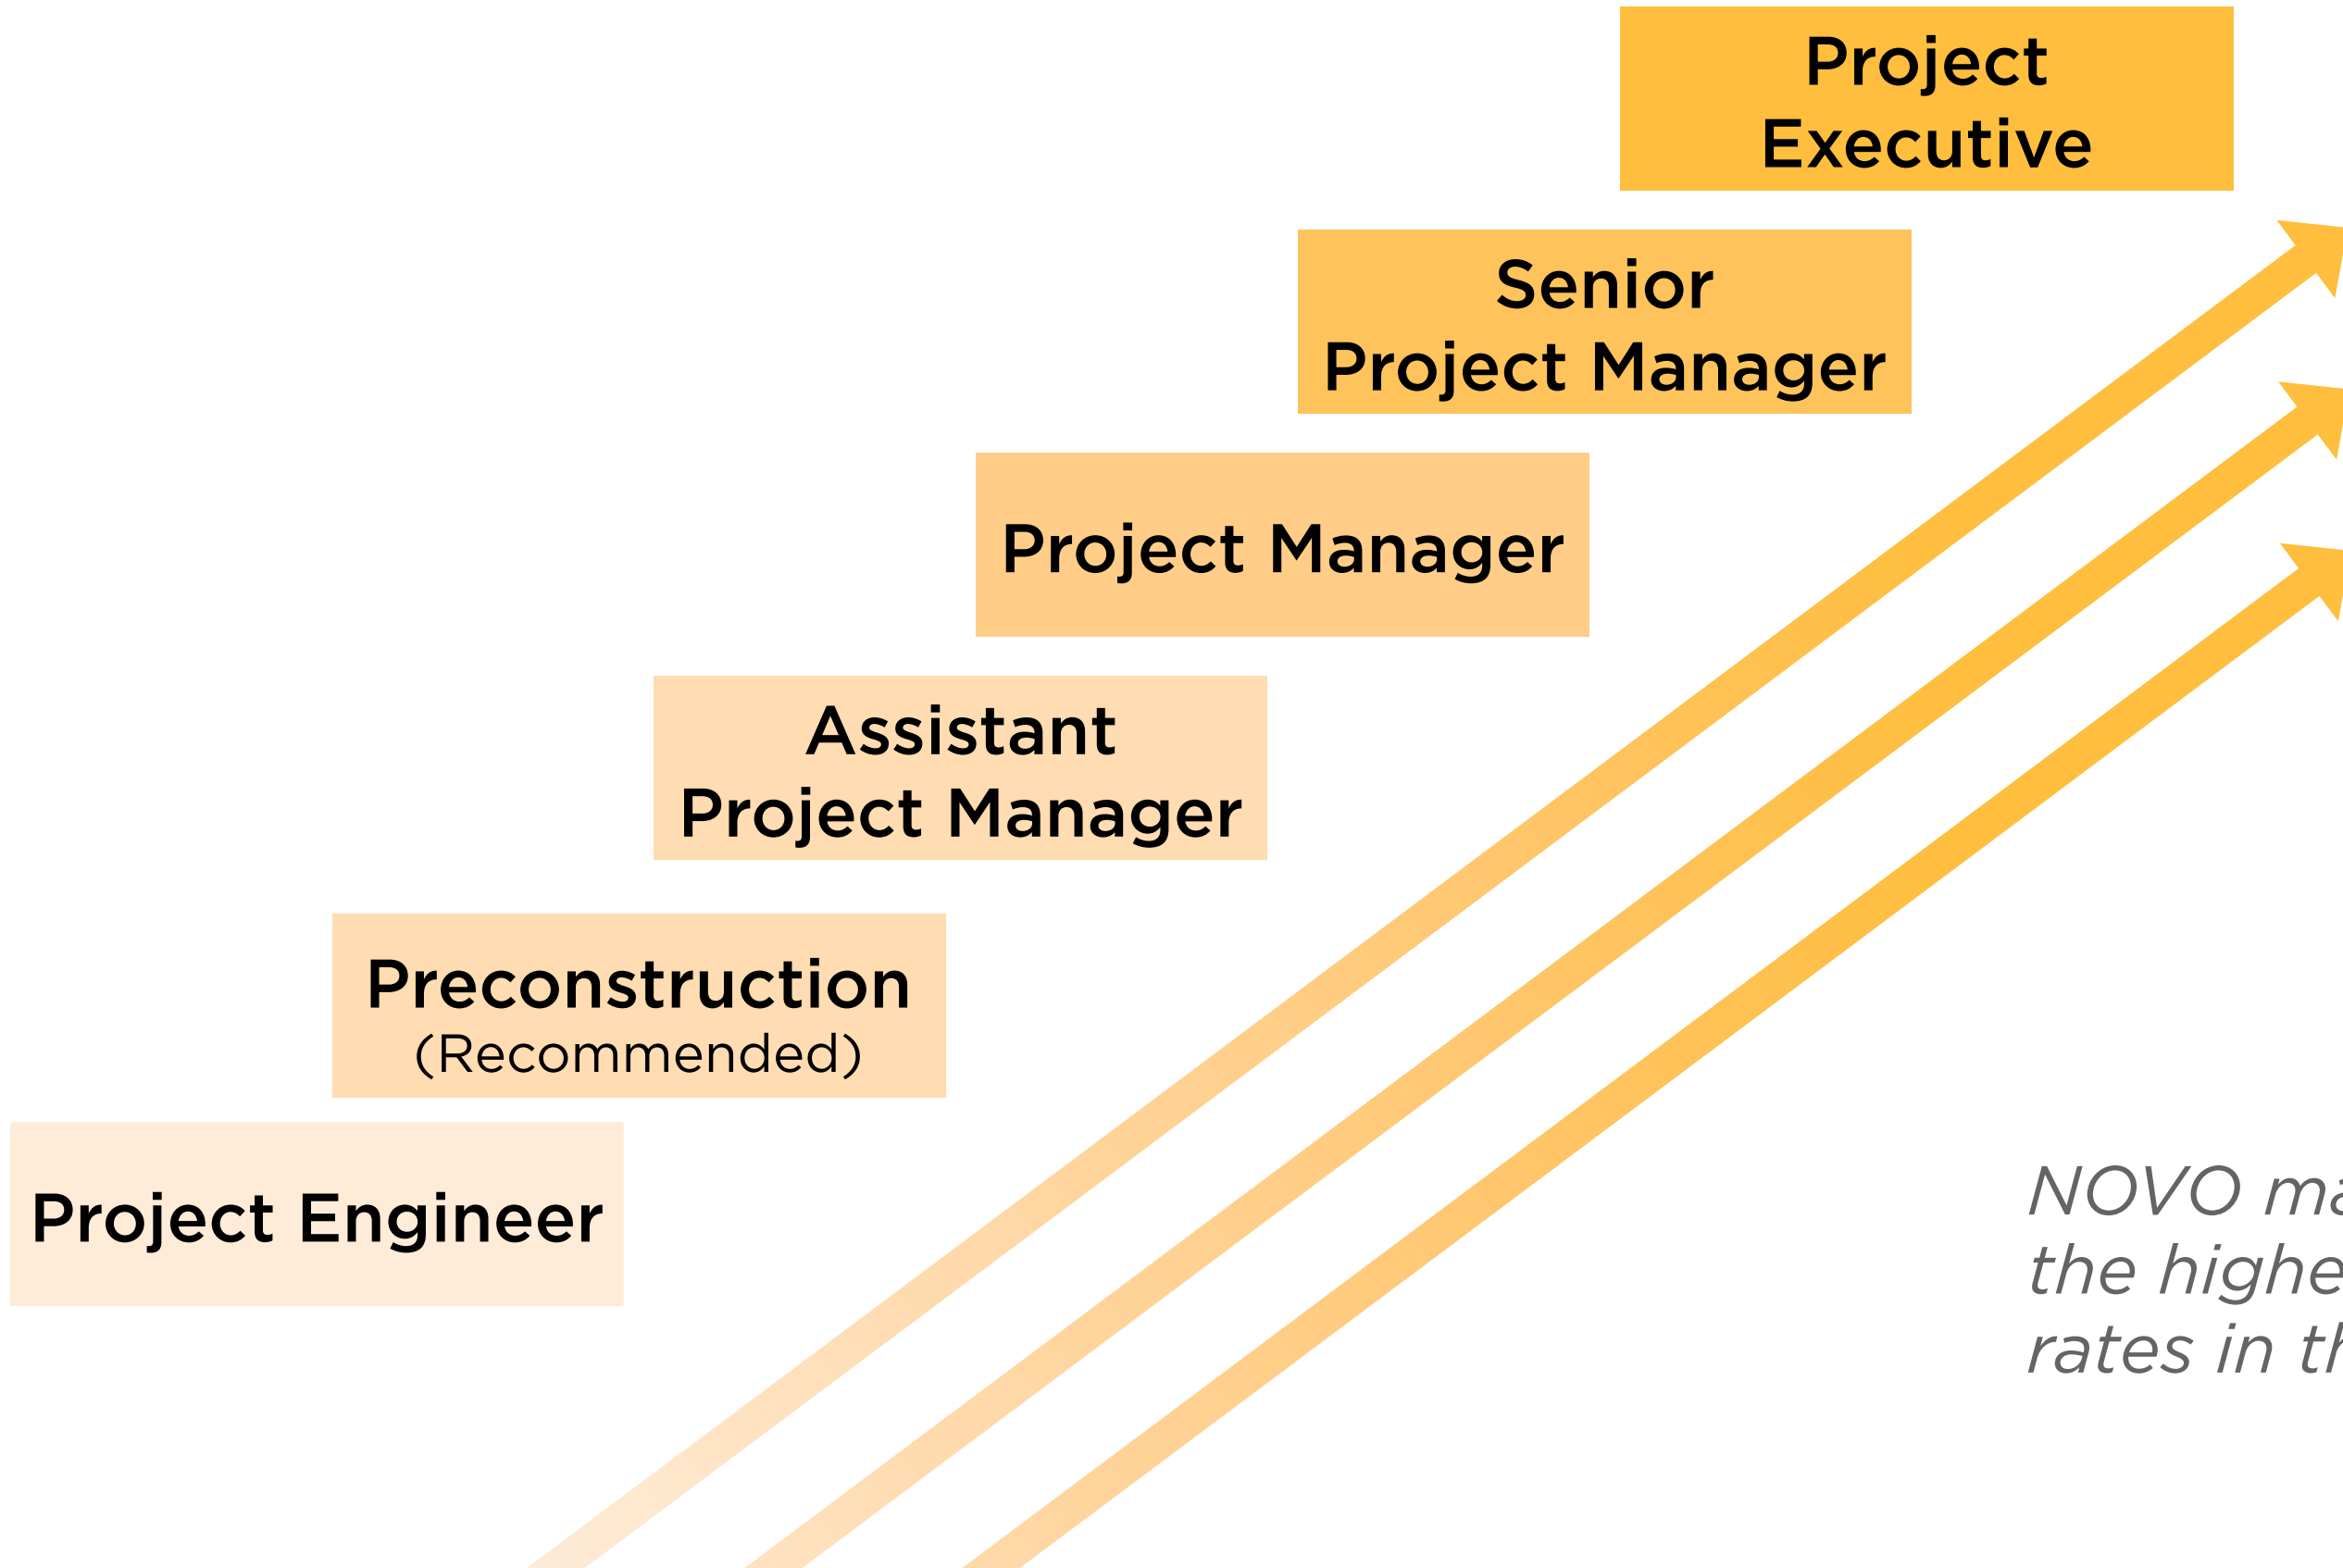 Project
Executive
Senior
Project Manager
Project Manager
Assistant
Project Manager
Preconstruction
(Recommended)
Project Engineer
NOVO
the
rates in